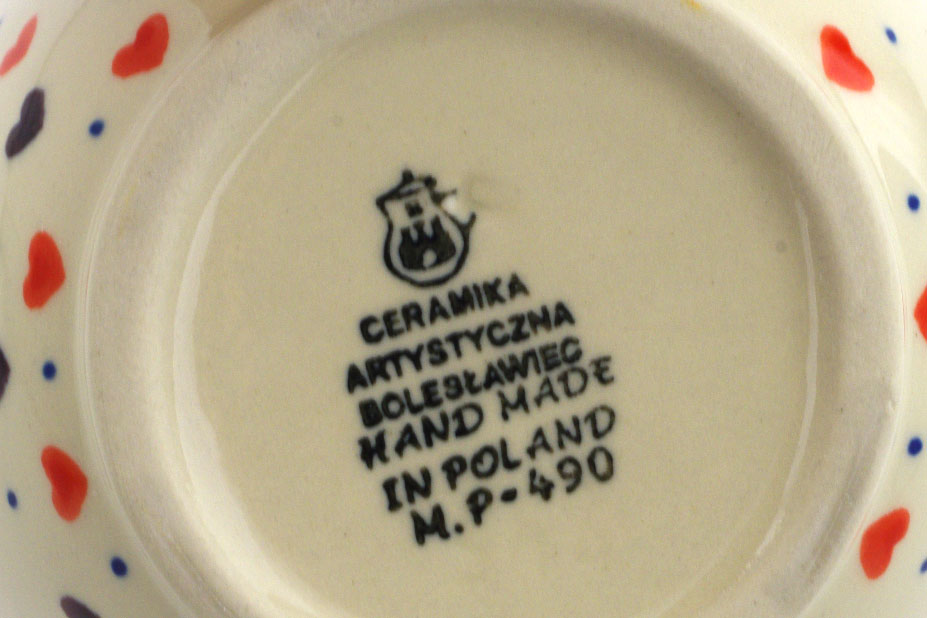 CERAMIKA
ARTYSTYCZNA
BOLESŁAWIEC
HAND MADE
IN POLAND
M.P-490